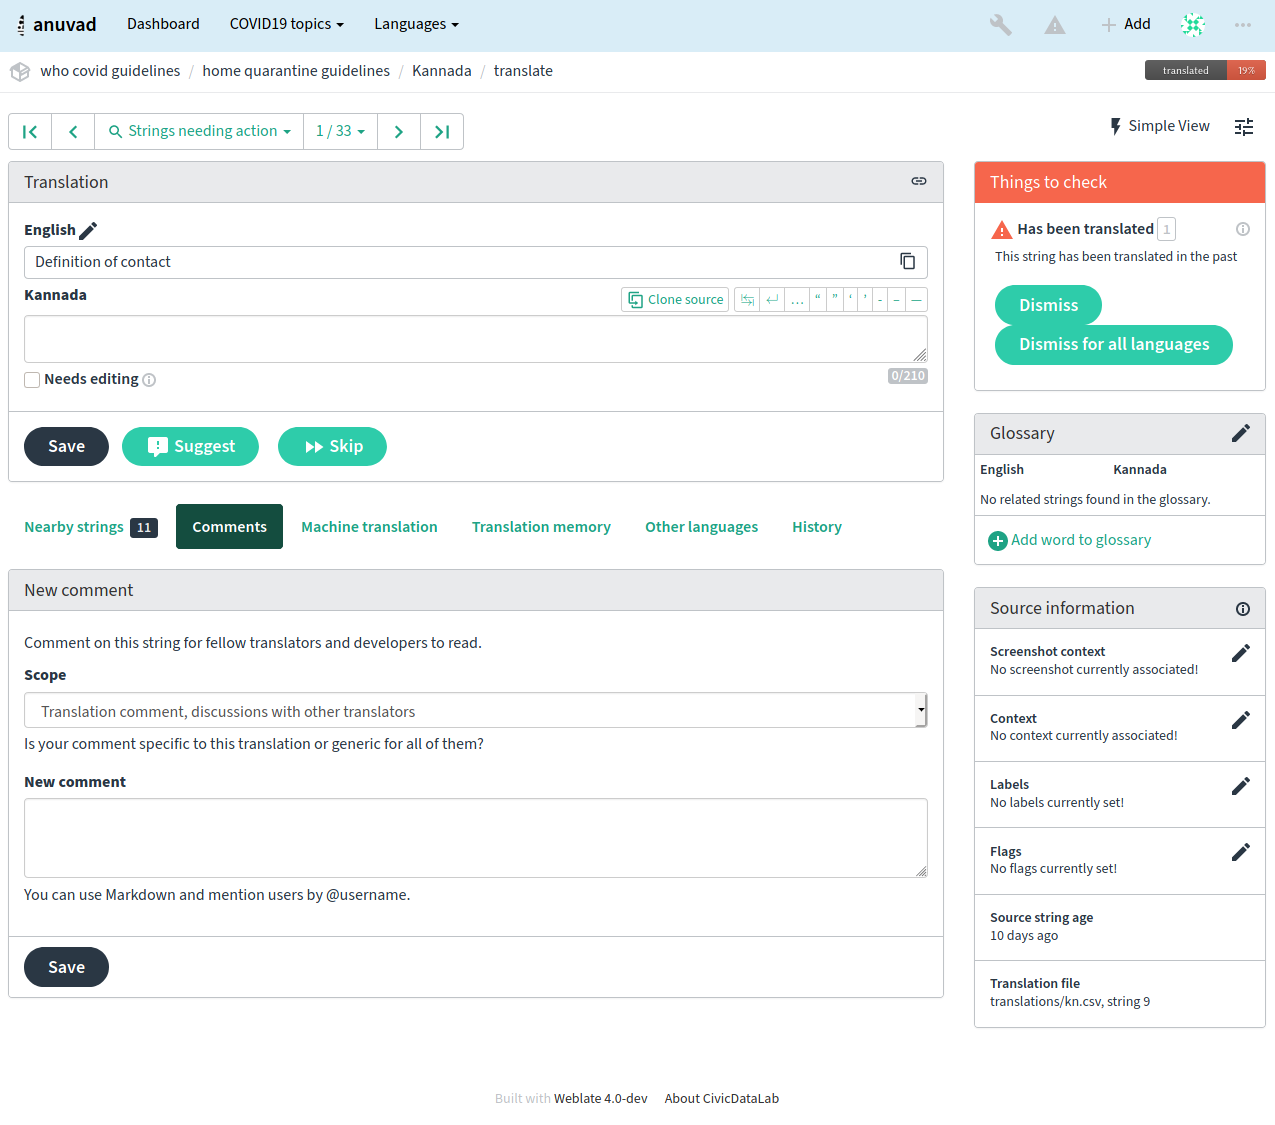 anuvad Dashboard COVID19 topics Languages Add
who covid guidelines / home quarantine guidelines / Kannada / translate translated 19%
Strings needing action 1 / 33 Simple View
Translation
English
Definition of contact
Kannada Clone source … “ ” ‘ ’ - – —
Needs editing 0/210
Save Suggest Skip
Nearby strings 11 Comments Machine translation Translation memory Other languages History
New comment
Comment on this string for fellow translators and developers to read.
Scope
Translation comment, discussions with other translators
Is your comment specific to this translation or generic for all of them?
New comment
You can use Markdown and mention users by @username.
Save
Things to check
Has been translated 1
This string has been translated in the past
Dismiss
Dismiss for all languages
Glossary
English Kannada
No related strings found in the glossary.
Add word to glossary
Source information
Screenshot context
No screenshot currently associated!
Context
No context currently associated!
Labels
No labels currently set!
Flags
No flags currently set!
Source string age
10 days ago
Translation file
translations/kn.csv, string 9
Built with Weblate 4.0-dev About CivicDataLab